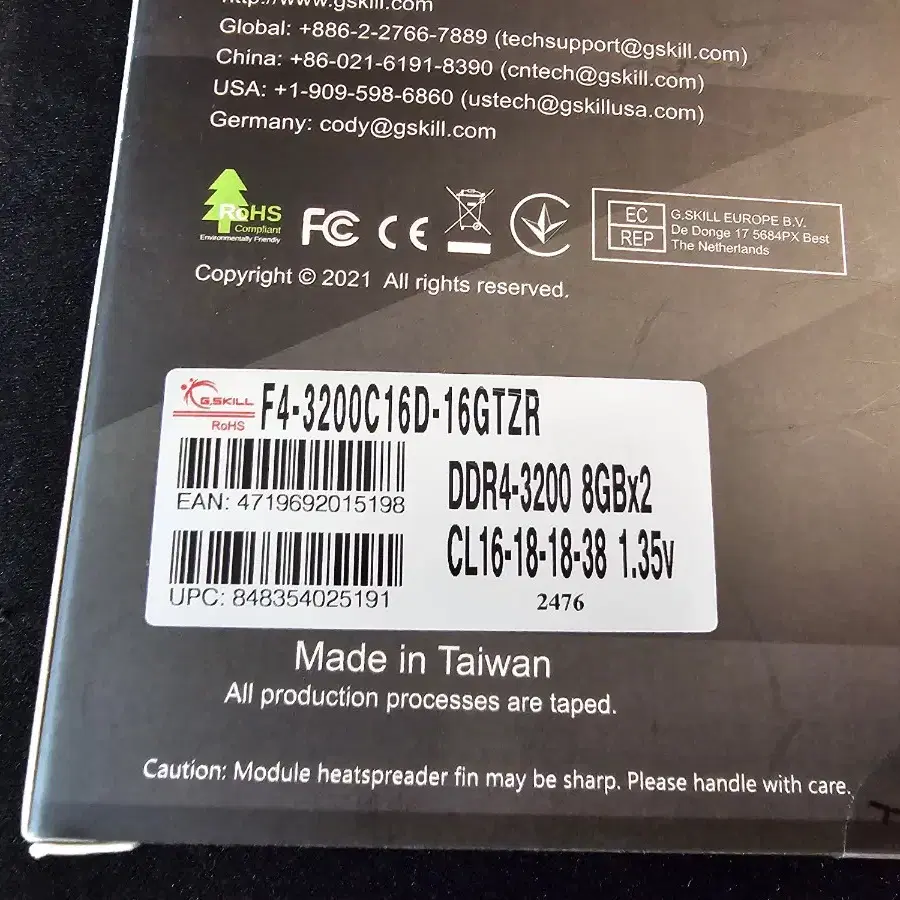 http://www.gskill.com
Global: +886-2-2766-7889 (techsupport@gskill.com)
China: +86-021-6191-8390 (cntech@gskill.com)
USA: +1-909-598-6860 (ustech@gskillusa.com)
Germany: cody@gskill.com
RoHS
Compliant
Environmentally Friendly
FC CE
EC
REP
G.SKILL EUROPE B.V.
De Donge 17 5684PX Best
The Netherlands
Copyright © 2021 All rights reserved.
G.SKILL
RoHS
F4-3200C16D-16GTZR
EAN: 4719692015198
DDR4-3200 8GBx2
CL16-18-18-38 1.35v
UPC: 848354025191
2476
Made in Taiwan
All production processes are taped.
Caution: Module heatspreader fin may be sharp. Please handle with care.